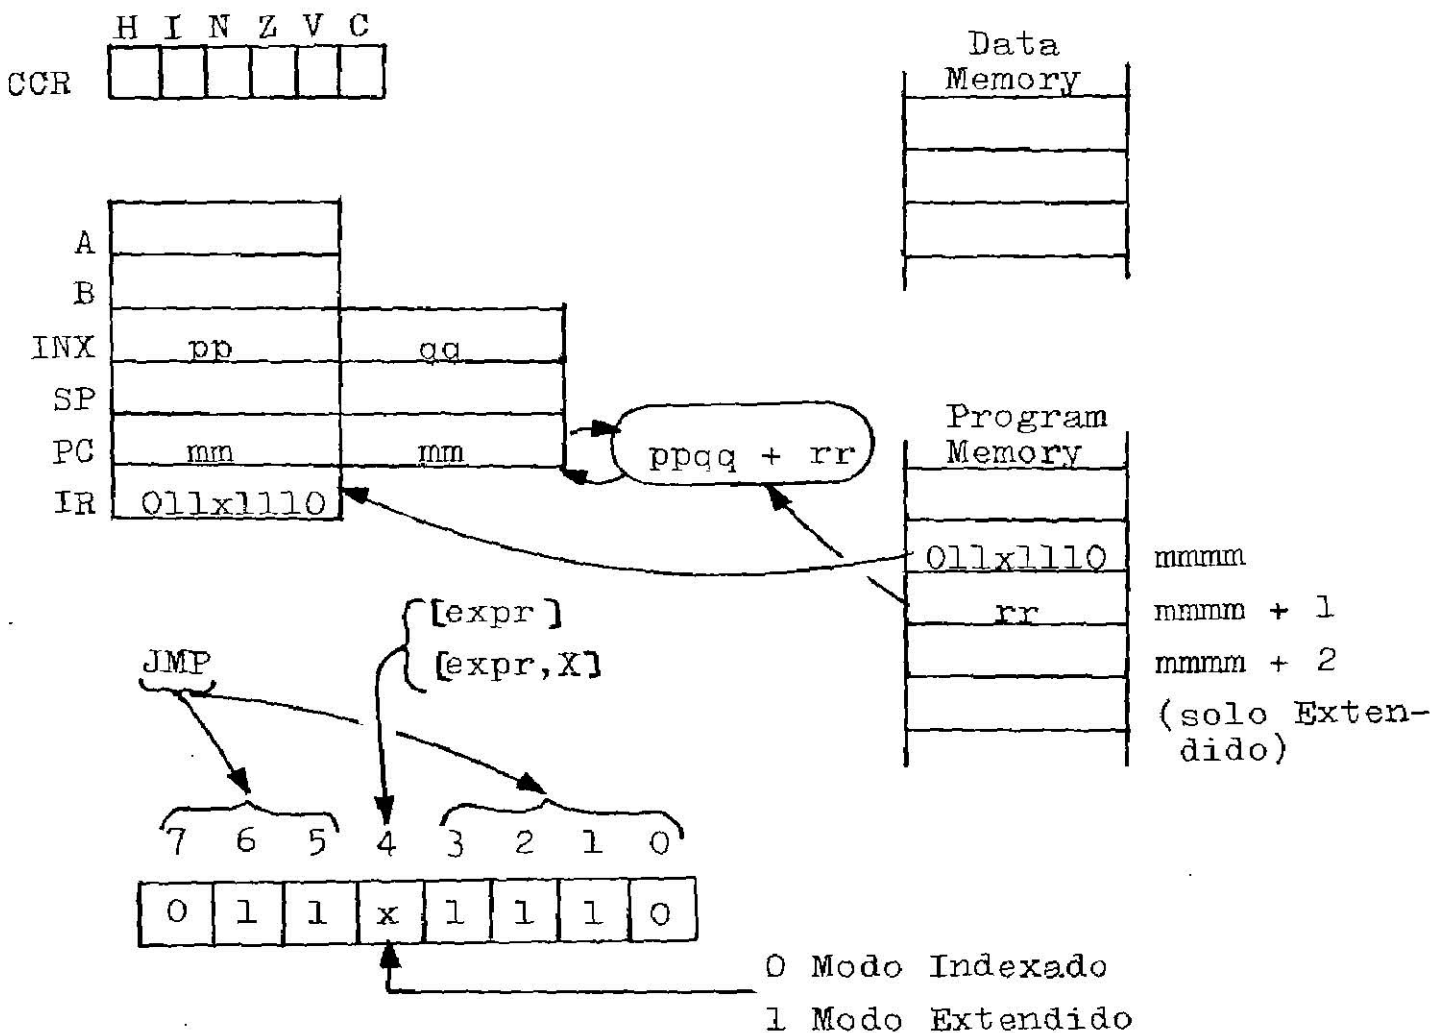 H I N Z V C
CCR
Data
Memory
A
B
INX pp qq
SP
PC mm mm
ppqq + rr
IR 011x1110
Program
Memory
011x1110 mmmm
rr mmmm + 1
mmmm + 2
(solo Exten-
dido)
[expr]
[expr,X]
JMP
7 6 5 4 3 2 1 0
0 1 1 x 1 1 1 0
0 Modo Indexado
1 Modo Extendido